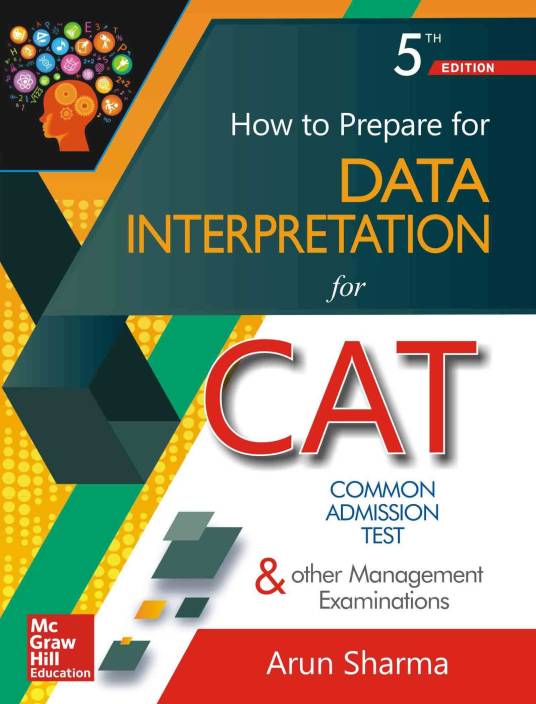 5TH
EDITION
How to Prepare for
DATA
INTERPRETATION
for
CAT
COMMON
ADMISSION
TEST
& other Management
Examinations
Mc
Graw
Hill
Education
Arun Sharma